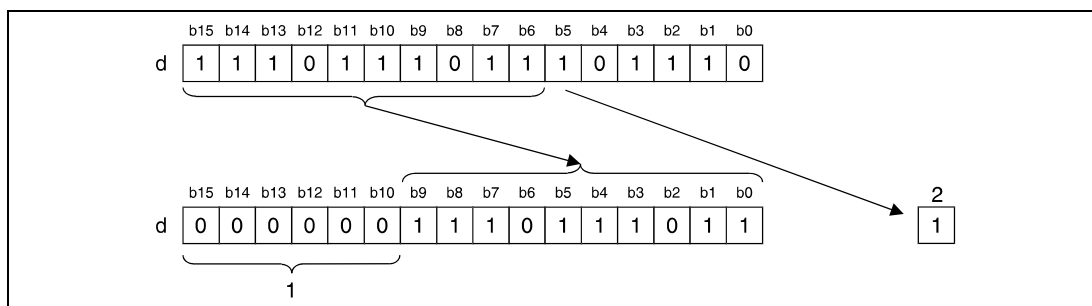 b15 b14 b13 b12 b11 b10 b9 b8 b7 b6 b5 b4 b3 b2 b1 b0
d 1 1 1 0 1 1 1 0 1 1 1 0 1 1 1 0
b15 b14 b13 b12 b11 b10 b9 b8 b7 b6 b5 b4 b3 b2 b1 b0 2
d 0 0 0 0 0 0 1 1 1 0 1 1 1 0 1 1 1
1